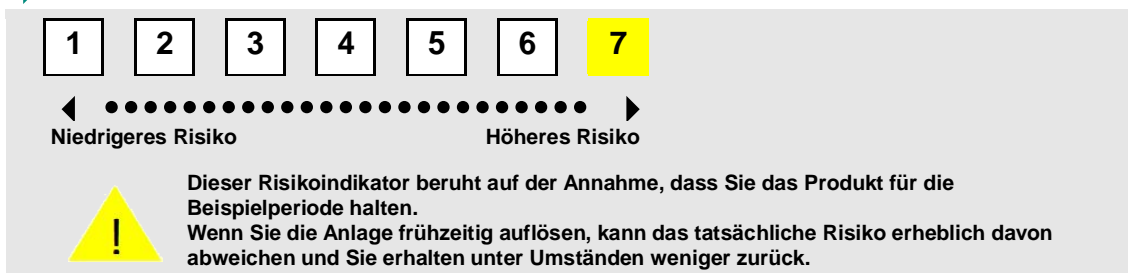 1 2 3 4 5 6 7
Niedrigeres Risiko Höheres Risiko
Dieser Risikoindikator beruht auf der Annahme, dass Sie das Produkt für die
Beispielperiode halten.
!
Wenn Sie die Anlage frühzeitig auflösen, kann das tatsächliche Risiko erheblich davon
abweichen und Sie erhalten unter Umständen weniger zurück.